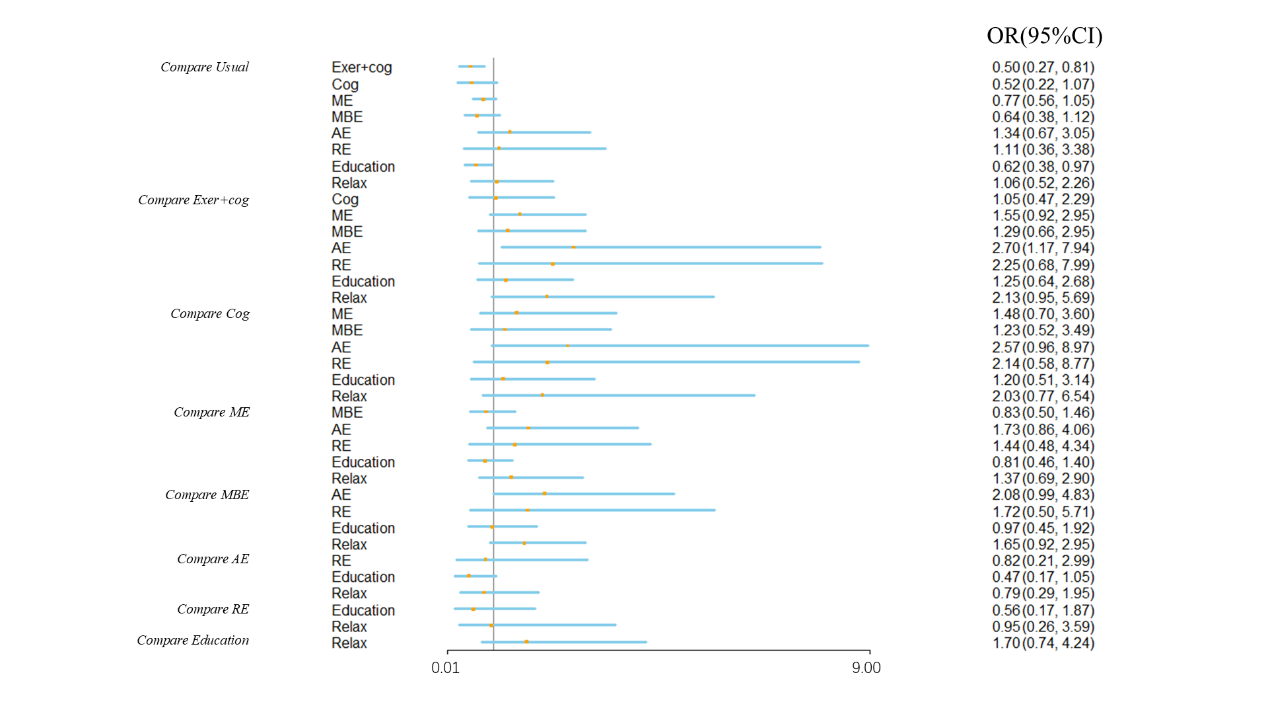 OR(95%CI)
Compare Usual Exer+cog 0.50(0.27, 0.81)
Cog 0.52(0.22, 1.07)
ME 0.77(0.56, 1.05)
MBE 0.64(0.38, 1.12)
AE 1.34(0.67, 3.05)
RE 1.11(0.36, 3.38)
Education 0.62(0.38, 0.97)
Relax 1.06(0.52, 2.26)
Compare Exer+cog Cog 1.05(0.47, 2.29)
ME 1.55(0.92, 2.95)
MBE 1.29(0.66, 2.95)
AE 2.70(1.17, 7.94)
RE 2.25(0.68, 7.99)
Education 1.25(0.64, 2.68)
Relax 2.13(0.95, 5.69)
Compare Cog ME 1.48(0.70, 3.60)
MBE 1.23(0.52, 3.49)
AE 2.57(0.96, 8.97)
RE 2.14(0.58, 8.77)
Education 1.20(0.51, 3.14)
Relax 2.03(0.77, 6.54)
Compare ME MBE 0.83(0.50, 1.46)
AE 1.73(0.86, 4.06)
RE 1.44(0.48, 4.34)
Education 0.81(0.46, 1.40)
Relax 1.37(0.69, 2.90)
Compare MBE AE 2.08(0.99, 4.83)
RE 1.72(0.50, 5.71)
Education 0.97(0.45, 1.92)
Relax 1.65(0.92, 2.95)
Compare AE RE 0.82(0.21, 2.99)
Education 0.47(0.17, 1.05)
Relax 0.79(0.29, 1.95)
Compare RE Education 0.56(0.17, 1.87)
Relax 0.95(0.26, 3.59)
Compare Education Relax 1.70(0.74, 4.24)
0.01 9.00